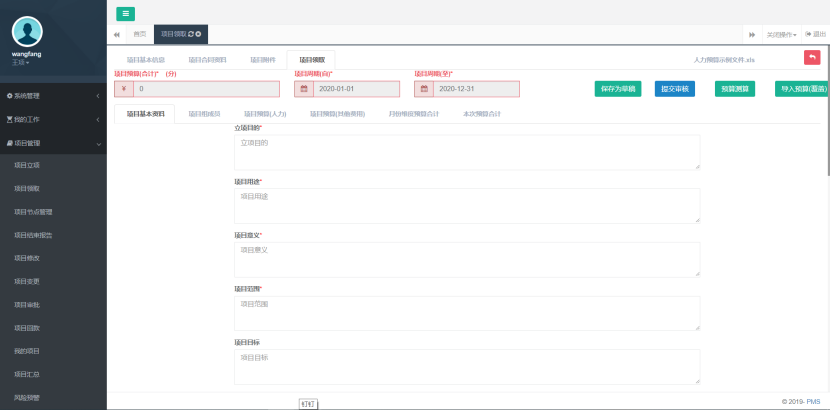 首页
项目领取
关闭操作
退出
wangfang
王芳
系统管理
我的工作
项目管理
项目立项
项目领取
项目节点管理
项目结束报告
项目修改
项目变更
项目审批
项目回款
我的项目
项目汇总
风险预警
项目基本信息
项目合同资料
项目附件
项目领取
人力预算示例文件.xls
项目预算(合计)* (分)
项目周期(自)*
项目周期(至)*
¥ 0
2020-01-01
2020-12-31
保存为草稿
提交审核
预算测算
导入预算(覆盖)
项目基本资料
项目组成员
项目预算(人力)
项目预算(其他费用)
月份维度预算合计
本次预算合计
立项目的*
立项目的
项目用途*
项目用途
项目意义*
项目意义
项目范围*
项目范围
项目目标
项目目标
钉钉
© 2019- PMS